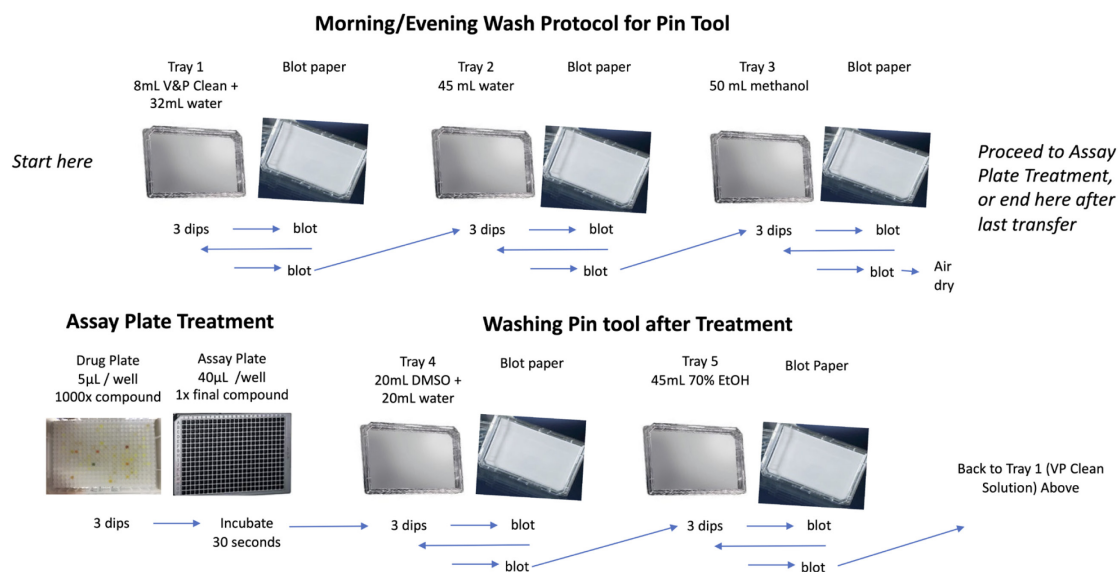 Morning/Evening Wash Protocol for Pin Tool
Start here
Tray 1
8mL V&P Clean +
32mL water
Blot paper
3 dips
blot
blot
Tray 2
45 mL water
Blot paper
3 dips
blot
blot
Tray 3
50 mL methanol
Blot paper
3 dips
blot
blot
Air
dry
Proceed to Assay
Plate Treatment,
or end here after
last transfer
Assay Plate Treatment
Drug Plate
5µL / well
1000x compound
Assay Plate
40µL /well
1x final compound
3 dips
Incubate
30 seconds
Washing Pin tool after Treatment
Tray 4
20mL DMSO +
20mL water
Blot paper
3 dips
blot
blot
Tray 5
45mL 70% EtOH
Blot Paper
3 dips
blot
blot
Back to Tray 1 (VP Clean
Solution) Above